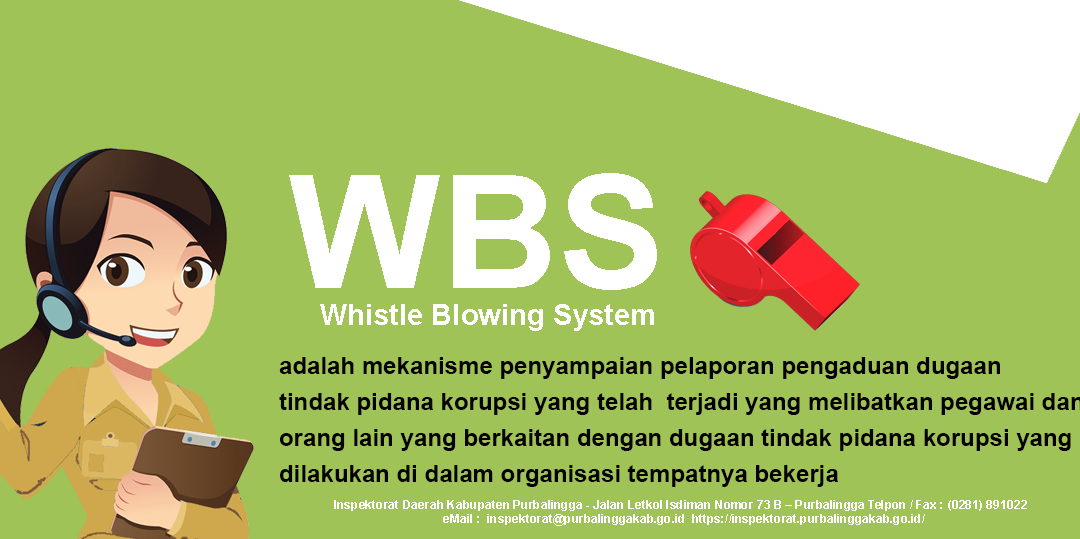 WBS
Whistle Blowing System
adalah mekanisme penyampaian pelaporan pengaduan dugaan
tindak pidana korupsi yang telah  terjadi yang melibatkan pegawai dan
orang lain yang berkaitan dengan dugaan tindak pidana korupsi yang
dilakukan di dalam organisasi tempatnya bekerja
Inspektorat Daerah Kabupaten Purbalingga - Jalan Letkol Isdiman Nomor 73 B – Purbalingga Telpon / Fax : (0281) 891022
eMail :  inspektorat@purbalinggakab.go.id  https://inspektorat.purbalinggakab.go.id/